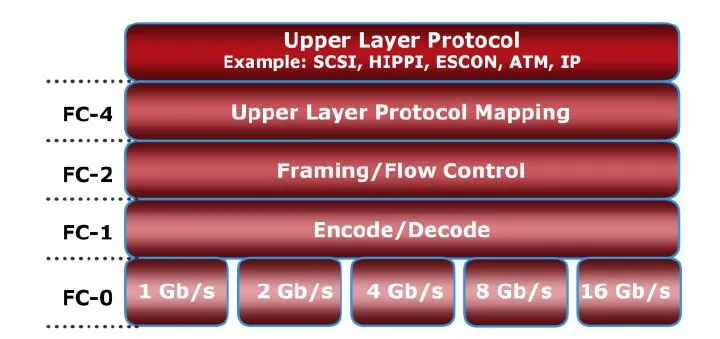 Upper Layer Protocol
Example: SCSI, HIPPI, ESCON, ATM, IP
FC-4 Upper Layer Protocol Mapping
FC-2 Framing/Flow Control
FC-1 Encode/Decode
FC-0 1 Gb/s 2 Gb/s 4 Gb/s 8 Gb/s 16 Gb/s